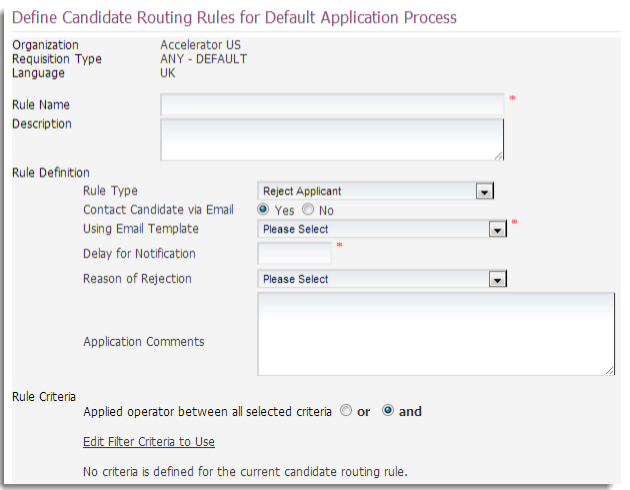 Define Candidate Routing Rules for Default Application Process
Organization Accelerator US
Requisition Type ANY - DEFAULT
Language UK
Rule Name *
Description
Rule Definition
Rule Type Reject Applicant
Contact Candidate via Email Yes No
Using Email Template Please Select *
Delay for Notification *
Reason of Rejection Please Select
Application Comments
Rule Criteria
Applied operator between all selected criteria or and
Edit Filter Criteria to Use
No criteria is defined for the current candidate routing rule.